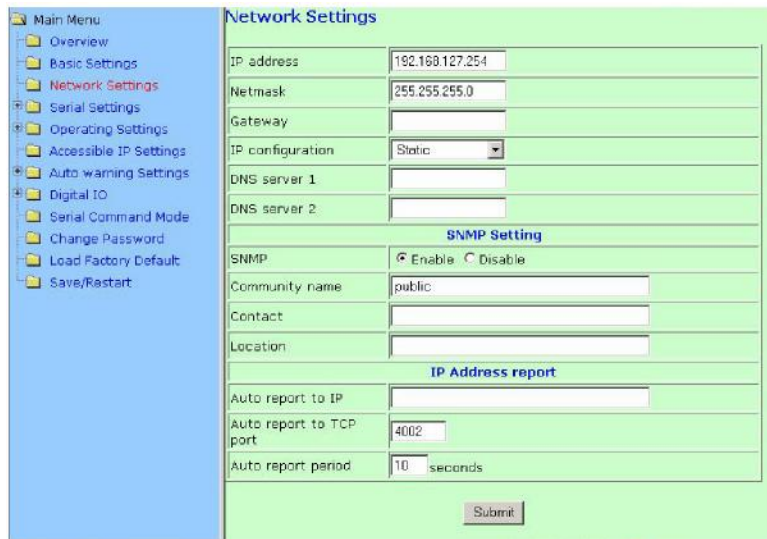 Main Menu
Overview
Basic Settings
Network Settings
Serial Settings
Operating Settings
Accessible IP Settings
Auto warning Settings
Digital IO
Serial Command Mode
Change Password
Load Factory Default
Save/Restart
Network Settings
IP address 192.168.127.254
Netmask 255.255.255.0
Gateway
IP configuration Static
DNS server 1
DNS server 2
SNMP Setting
SNMP Enable Disable
Community name public
Contact
Location
IP Address report
Auto report to IP
Auto report to TCP
port 4002
Auto report period 10 seconds
Submit